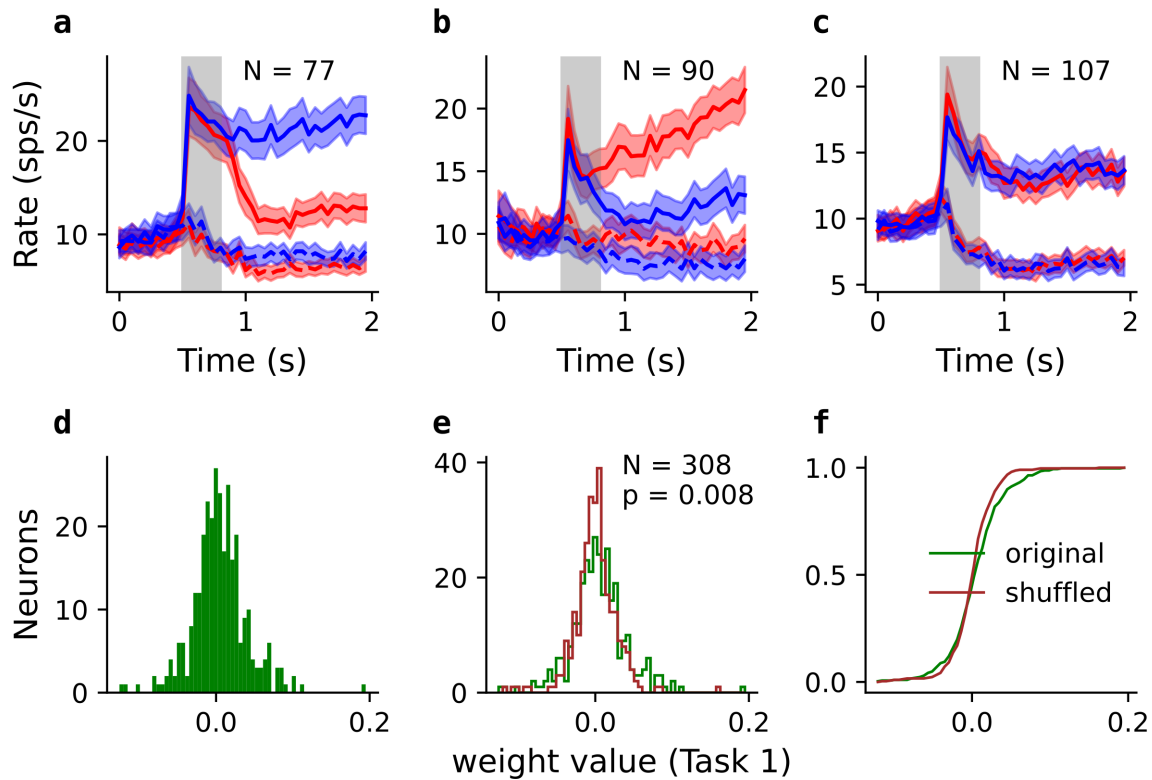 a
b
c
N = 77
N = 90
N = 107
Rate (sps/s)
20
10
20
15
10
20
15
10
5
0 1 2
0 1 2
0 1 2
Time (s)
Time (s)
Time (s)
d
e
f
Neurons
20
10
0
40
20
0
N = 308
p = 0.008
1.0
0.5
0.0
original
shuffled
0.0 0.2
0.0 0.2
0.0 0.2
weight value (Task 1)